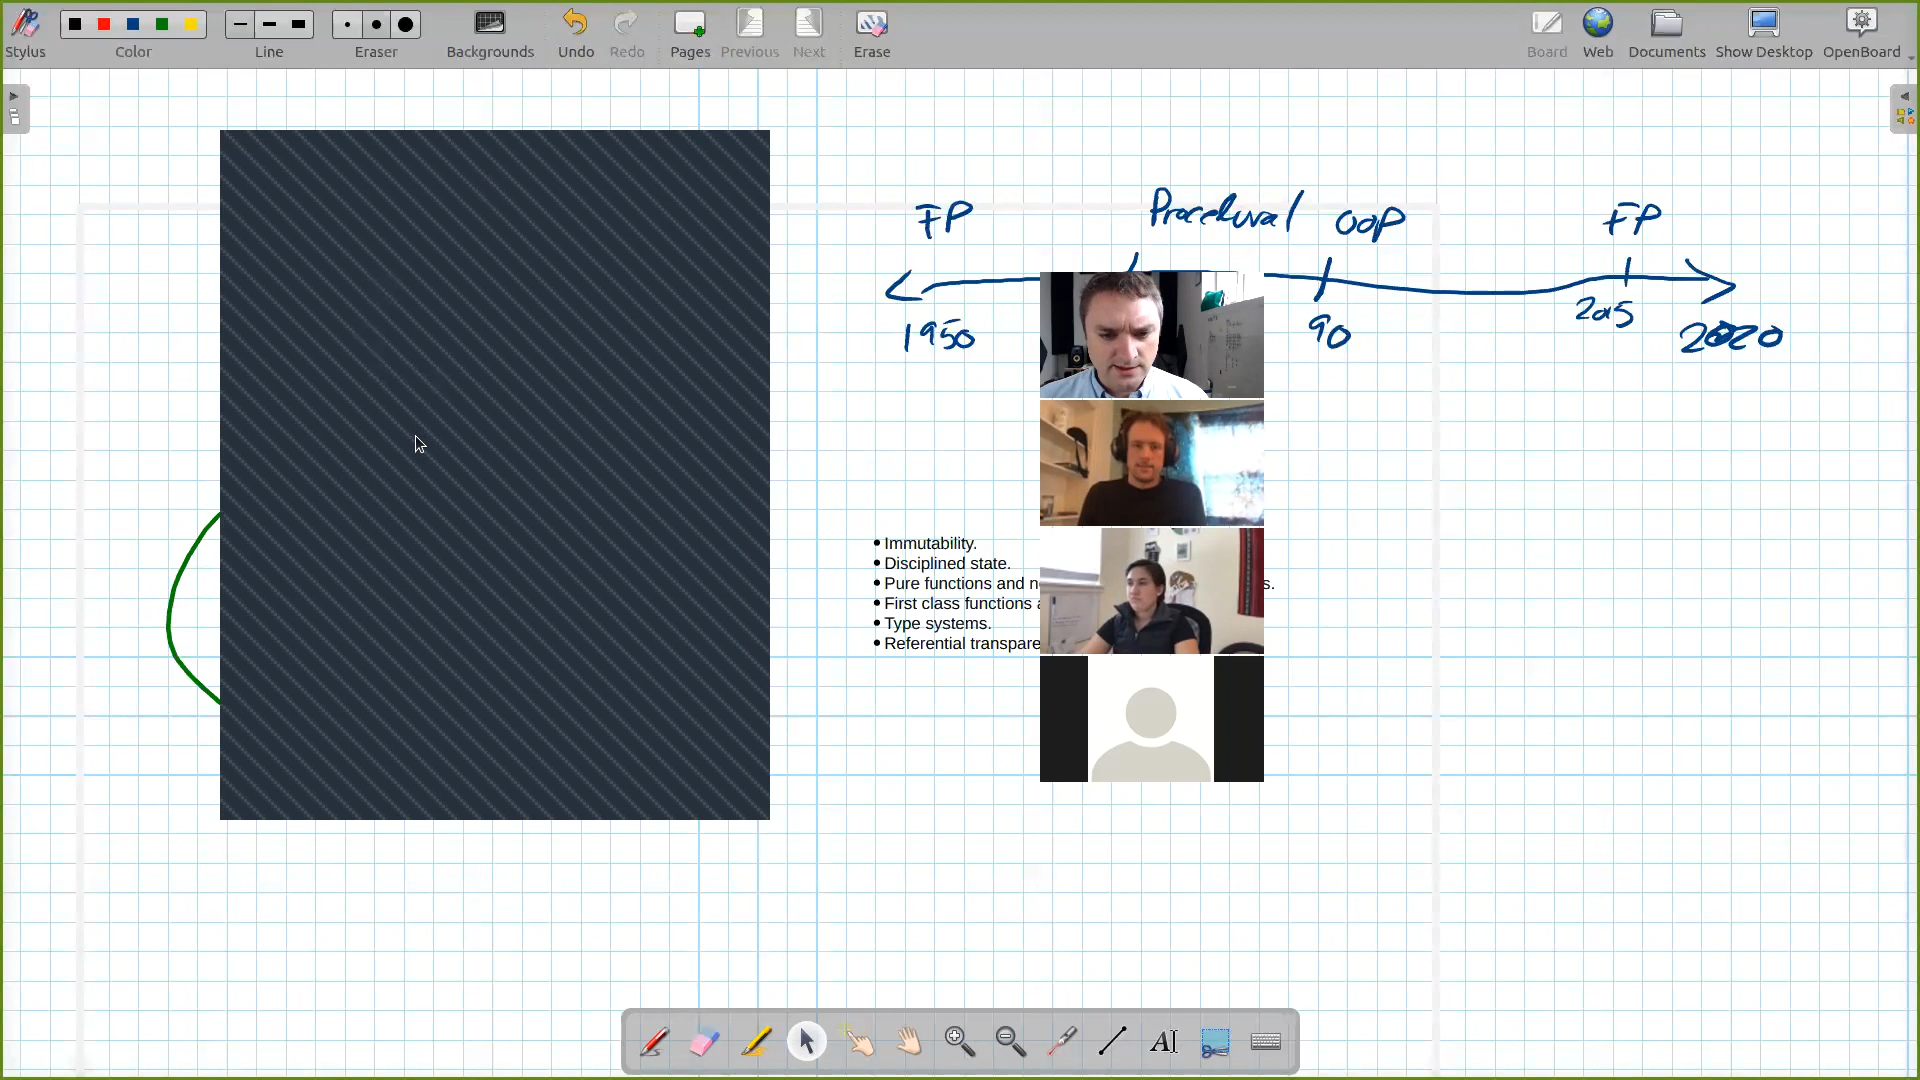 Stylus
Color
Line
Eraser
Backgrounds
Undo
Redo
Pages
Previous
Next
Erase
Board
Web
Documents
Show Desktop
OpenBoard
FP Procedural OOP FP
1950 90 2015 2020
• Immutability.
• Disciplined state.
• Pure functions and
• First class functions
• Type systems.
• Referential